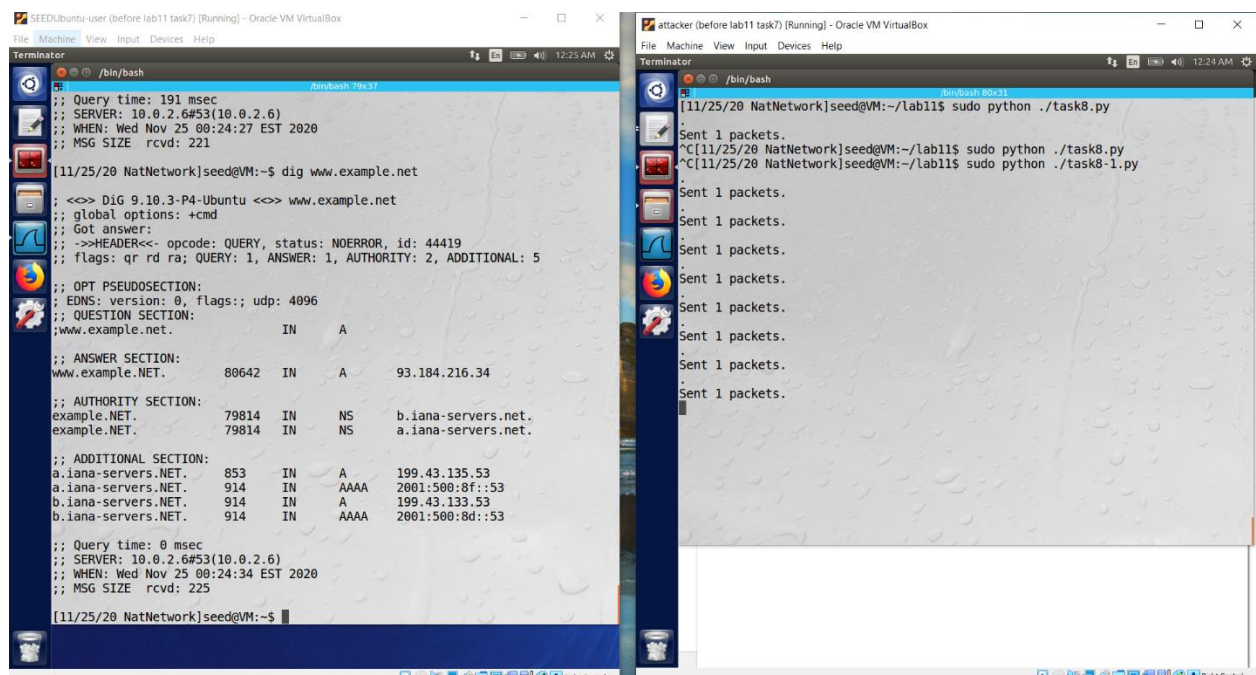 SEEDUbuntu-user (before lab11 task7) [Running] - Oracle VM VirtualBox
File Machine View Input Devices Help
Terminator En 12:25 AM
/bin/bash
/bin/bash 79x37
;; Query time: 191 msec
;; SERVER: 10.0.2.6#53(10.0.2.6)
;; WHEN: Wed Nov 25 00:24:27 EST 2020
;; MSG SIZE rcvd: 221
[11/25/20 NatNetwork]seed@VM:~$ dig www.example.net
; <<>> DiG 9.10.3-P4-Ubuntu <<>> www.example.net
;; global options: +cmd
;; Got answer:
;; ->>HEADER<<- opcode: QUERY, status: NOERROR, id: 44419
;; flags: qr rd ra; QUERY: 1, ANSWER: 1, AUTHORITY: 2, ADDITIONAL: 5
;; OPT PSEUDOSECTION:
; EDNS: version: 0, flags:; udp: 4096
;; QUESTION SECTION:
;www.example.net. IN A
;; ANSWER SECTION:
www.example.NET. 80642 IN A 93.184.216.34
;; AUTHORITY SECTION:
example.NET. 79814 IN NS b.iana-servers.net.
example.NET. 79814 IN NS a.iana-servers.net.
;; ADDITIONAL SECTION:
a.iana-servers.NET. 853 IN A 199.43.135.53
a.iana-servers.NET. 914 IN AAAA 2001:500:8f::53
b.iana-servers.NET. 914 IN A 199.43.133.53
b.iana-servers.NET. 914 IN AAAA 2001:500:8d::53
;; Query time: 0 msec
;; SERVER: 10.0.2.6#53(10.0.2.6)
;; WHEN: Wed Nov 25 00:24:34 EST 2020
;; MSG SIZE rcvd: 225
[11/25/20 NatNetwork]seed@VM:~$
attacker (before lab11 task7) [Running] - Oracle VM VirtualBox
File Machine View Input Devices Help
Terminator En 12:24 AM
/bin/bash
/bin/bash 80x31
[11/25/20 NatNetwork]seed@VM:~/lab11$ sudo python ./task8.py
.
Sent 1 packets.
^C[11/25/20 NatNetwork]seed@VM:~/lab11$ sudo python ./task8.py
^C[11/25/20 NatNetwork]seed@VM:~/lab11$ sudo python ./task8-1.py
.
Sent 1 packets.
.
Sent 1 packets.
.
Sent 1 packets.
.
Sent 1 packets.
.
Sent 1 packets.
.
Sent 1 packets.
.
Sent 1 packets.
.
Sent 1 packets.